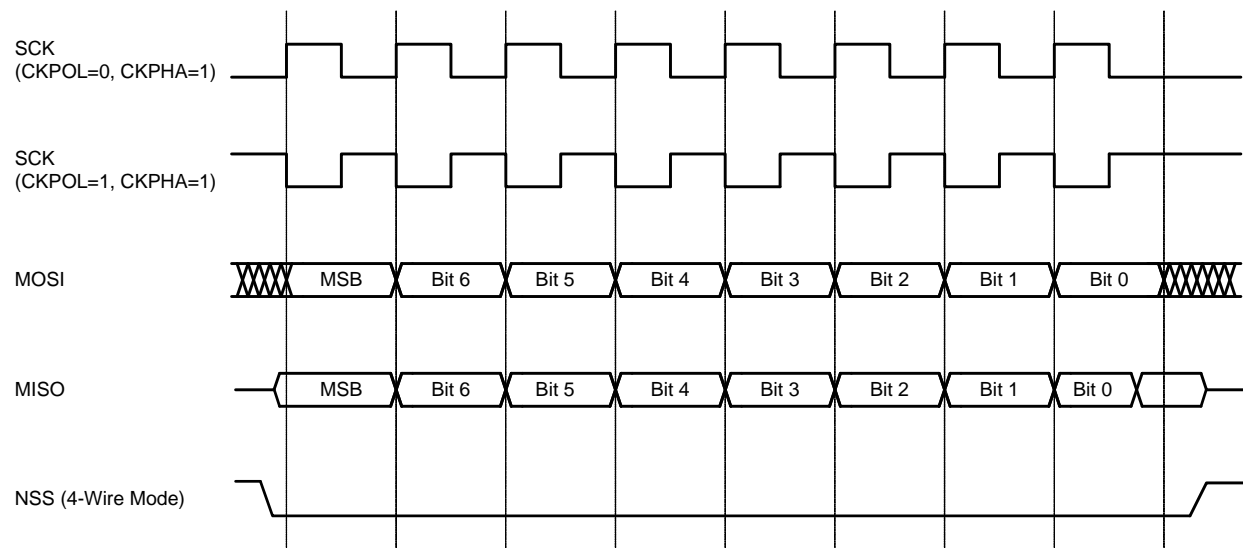 SCK
(CKPOL=0, CKPHA=1)
SCK
(CKPOL=1, CKPHA=1)
MOSI
MSB Bit 6 Bit 5 Bit 4 Bit 3 Bit 2 Bit 1 Bit 0
MISO
MSB Bit 6 Bit 5 Bit 4 Bit 3 Bit 2 Bit 1 Bit 0
NSS (4-Wire Mode)